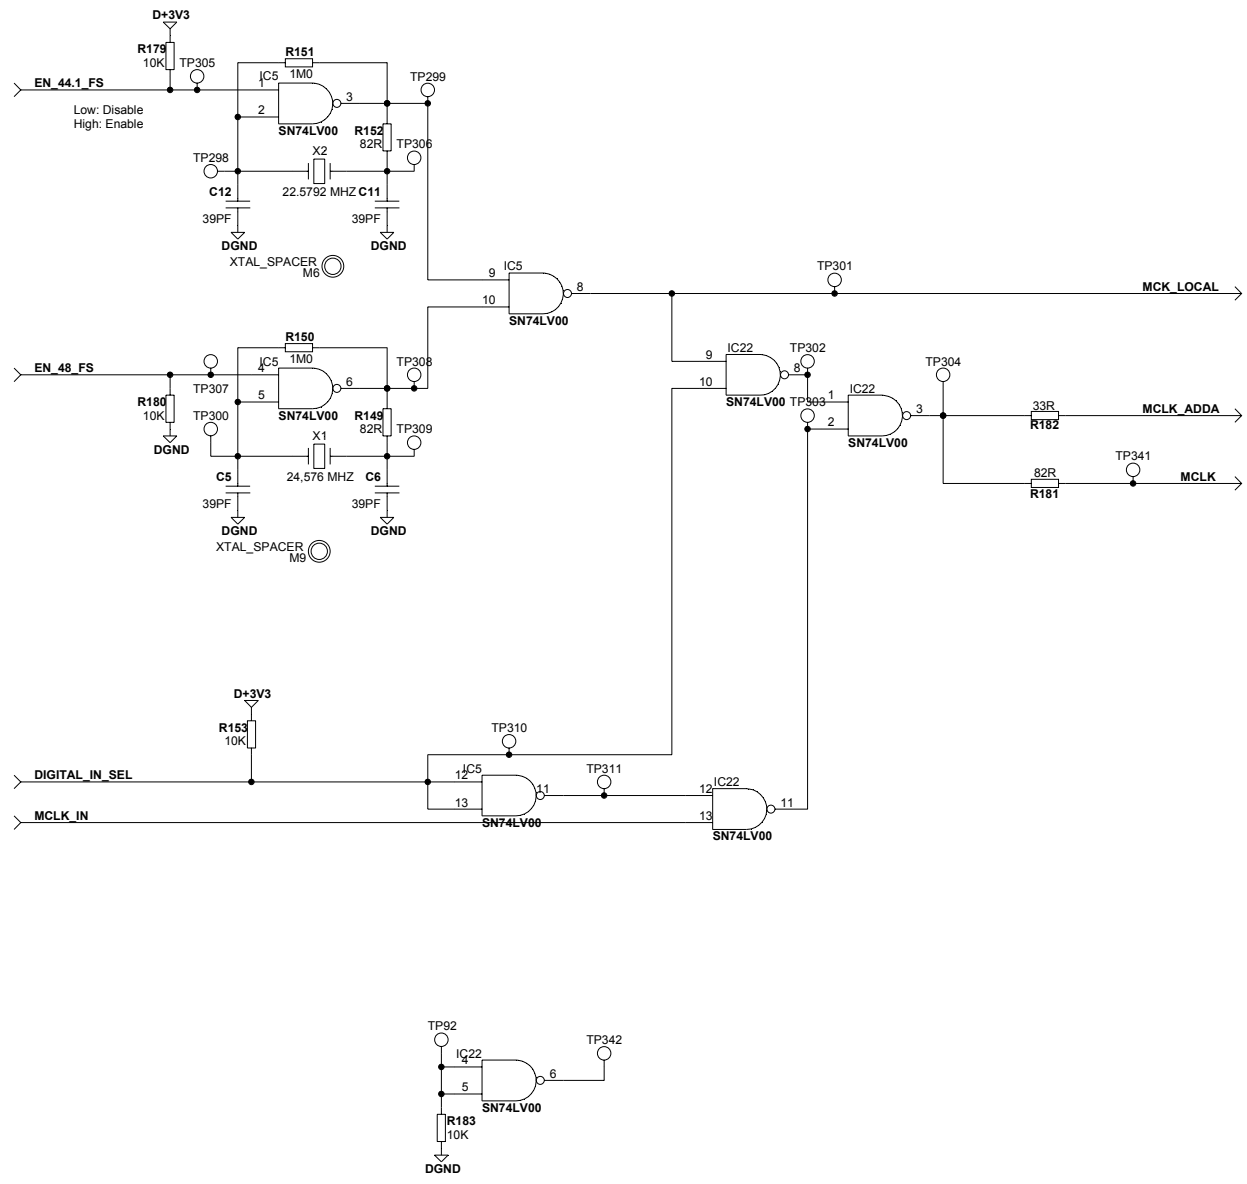 D+3V3
R179
10K
TP305
EN_44.1_FS
Low: Disable
High: Enable
R151
1M0
IC5
1
2
3
SN74LV00
TP299
R152
82R
TP306
TP298
X2
22.5792 MHZ
C12
39PF
C11
39PF
DGND
DGND
XTAL_SPACER
M6
IC5
9
10
8
SN74LV00
TP301
MCK_LOCAL
R150
1M0
EN_48_FS
TP307
IC5
4
5
6
SN74LV00
TP308
R180
10K
DGND
TP300
R149
82R
TP309
X1
24,576 MHZ
C5
39PF
C6
39PF
DGND
DGND
XTAL_SPACER
M9
IC22
9
10
8
SN74LV00
TP302
TP303
IC22
1
2
3
SN74LV00
TP304
33R
R182
MCLK_ADDA
82R
R181
TP341
MCLK
D+3V3
R153
10K
DIGITAL_IN_SEL
MCLK_IN
TP310
IC5
12
13
11
SN74LV00
TP311
IC22
12
13
11
SN74LV00
TP92
IC22
4
5
6
SN74LV00
TP342
R183
10K
DGND